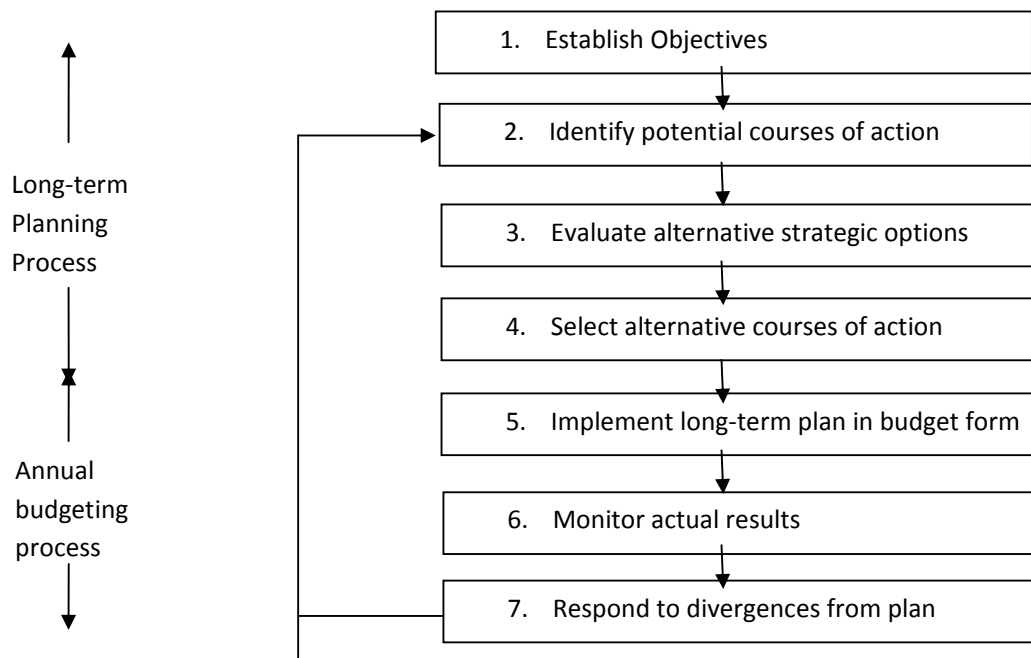 1. Establish Objectives
2. Identify potential courses of action
Long-term
Planning
Process
3. Evaluate alternative strategic options
4. Select alternative courses of action
5. Implement long-term plan in budget form
Annual
budgeting
process
6. Monitor actual results
7. Respond to divergences from plan